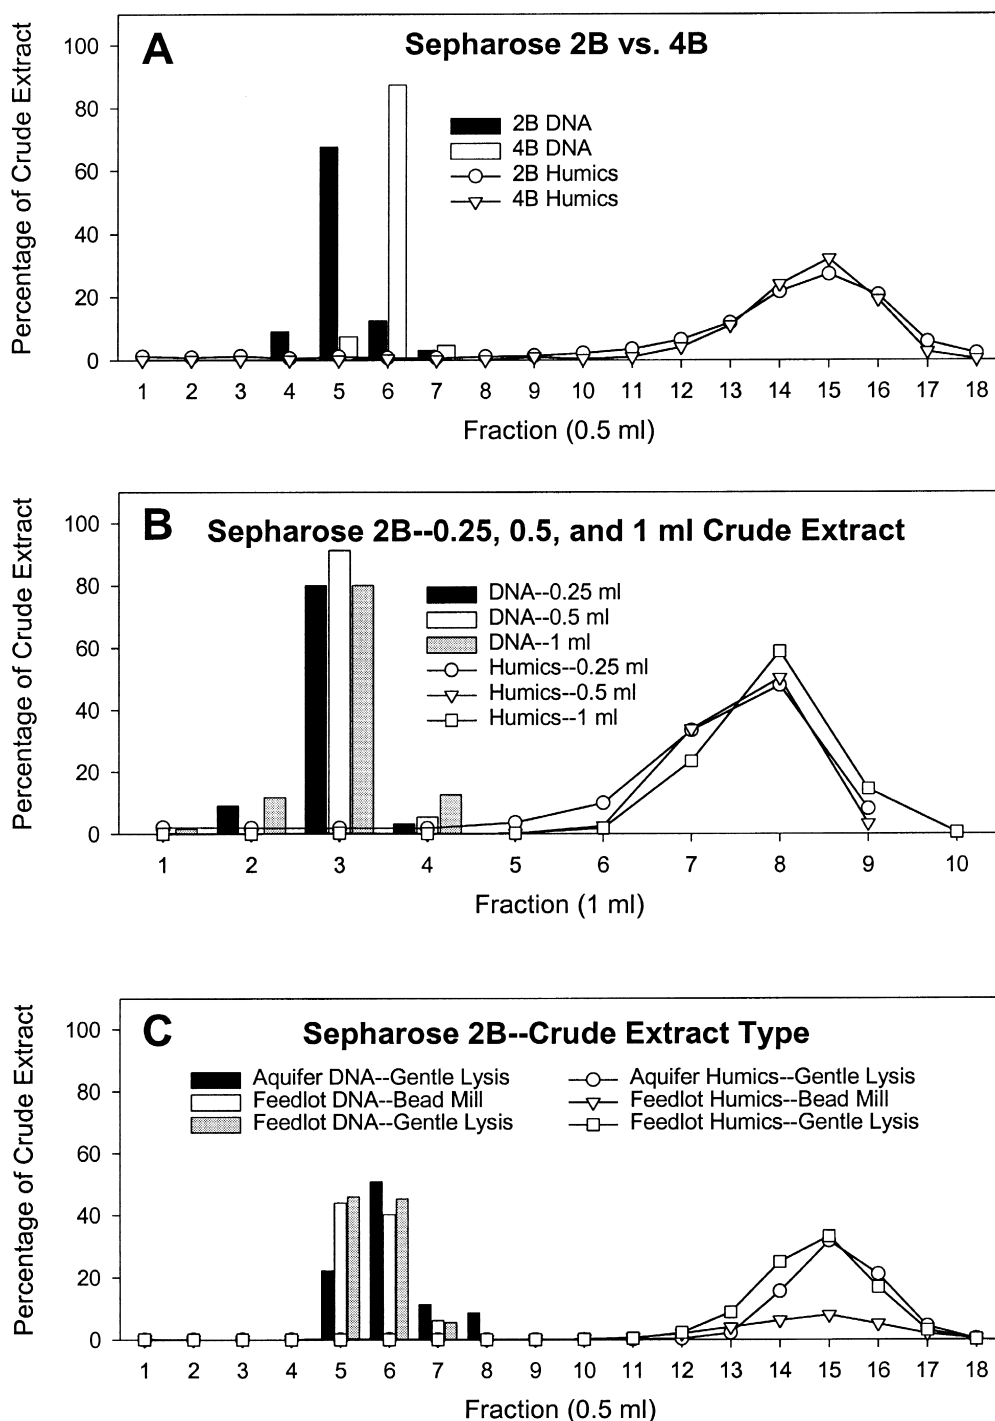 A
Sepharose 2B vs. 4B
Percentage of Crude Extract
100
80
60
40
20
0
2B DNA
4B DNA
2B Humics
4B Humics
1 2 3 4 5 6 7 8 9 10 11 12 13 14 15 16 17 18
Fraction (0.5 ml)
B
Sepharose 2B--0.25, 0.5, and 1 ml Crude Extract
Percentage of Crude Extract
100
80
60
40
20
0
DNA--0.25 ml
DNA--0.5 ml
DNA--1 ml
Humics--0.25 ml
Humics--0.5 ml
Humics--1 ml
1 2 3 4 5 6 7 8 9 10
Fraction (1 ml)
C
Sepharose 2B--Crude Extract Type
Percentage of Crude Extract
100
80
60
40
20
0
Aquifer DNA--Gentle Lysis
Feedlot DNA--Bead Mill
Feedlot DNA--Gentle Lysis
Aquifer Humics--Gentle Lysis
Feedlot Humics--Bead Mill
Feedlot Humics--Gentle Lysis
1 2 3 4 5 6 7 8 9 10 11 12 13 14 15 16 17 18
Fraction (0.5 ml)